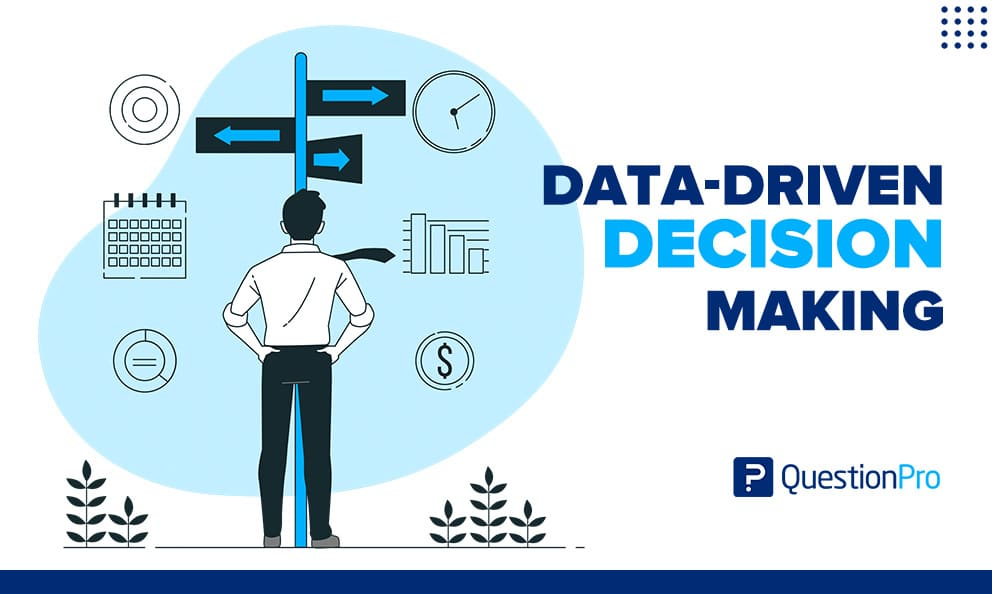 DATA-DRIVEN
DECISION
MAKING
$
? QuestionPro